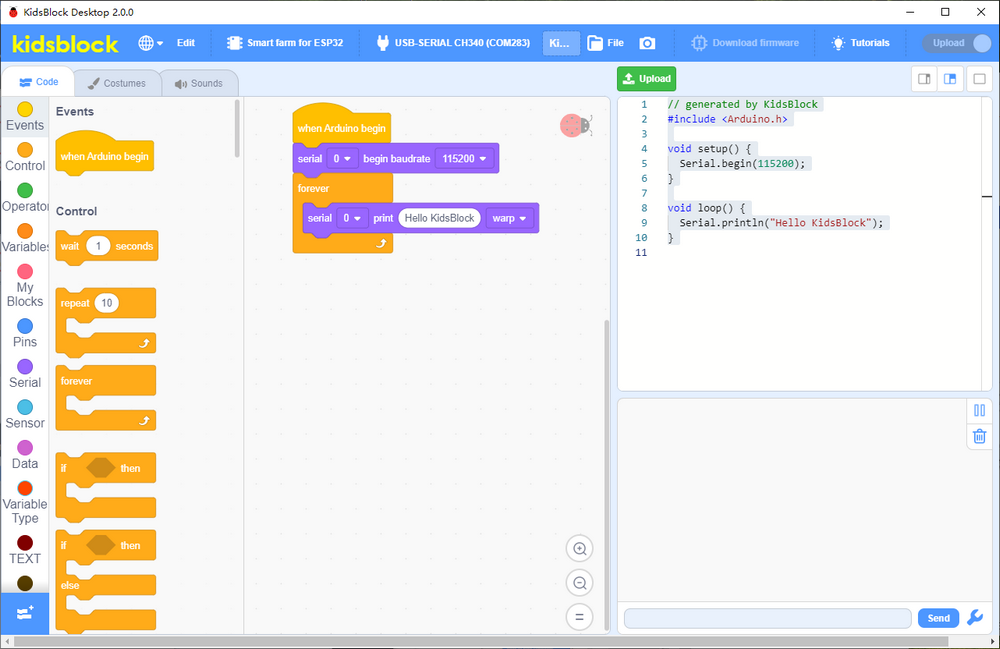 KidsBlock Desktop 2.0.0
kidsblock
Edit
Smart farm for ESP32
USB-SERIAL CH340 (COM283)
Ki...
File
Download firmware
Tutorials
Upload
Code
Costumes
Sounds
Upload
Events
Control
Operator
Variables
My
Blocks
Pins
Serial
Sensor
Data
Variable
Type
TEXT
Events
when Arduino begin
Control
wait 1 seconds
repeat 10
forever
if then
if then
else
when Arduino begin
serial 0 begin baudrate 115200
forever
serial 0 print Hello KidsBlock warp
1 // generated by KidsBlock
2 #include <Arduino.h>
3
4 void setup() {
5 Serial.begin(115200);
6 }
7
8 void loop() {
9 Serial.println("Hello KidsBlock");
10 }
11
Send